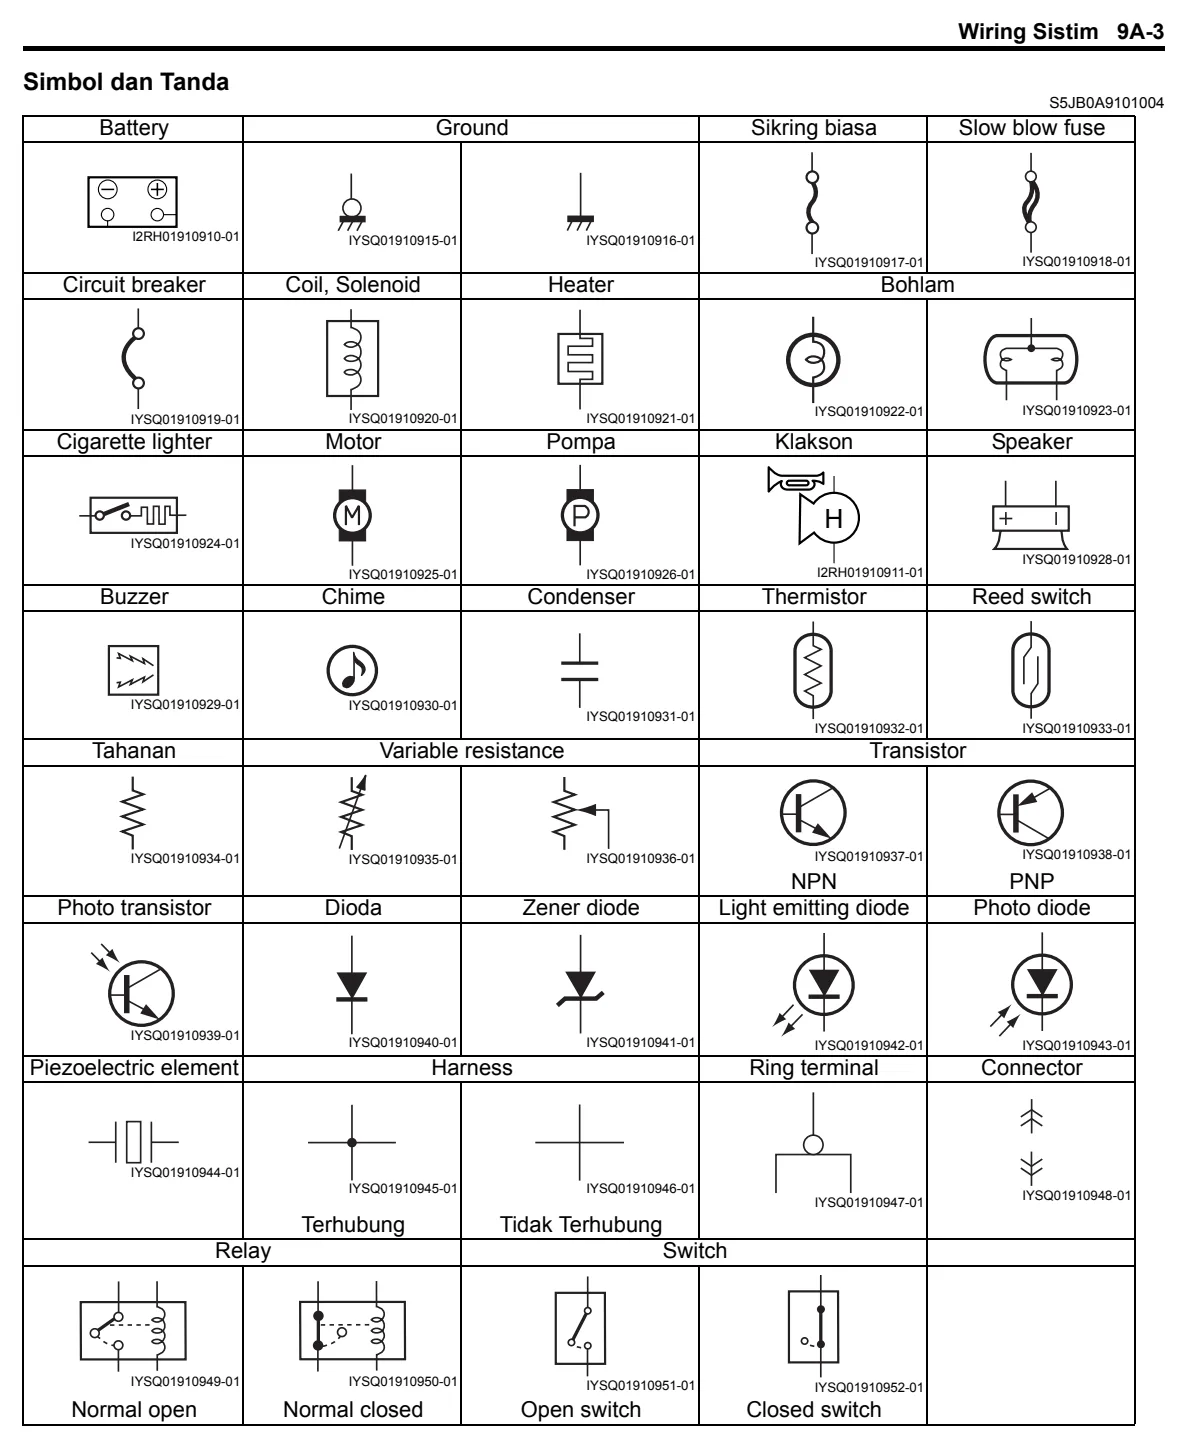 Wiring Sistim 9A-3
Simbol dan Tanda
S5JB0A9101004
Battery Ground Sikring biasa Slow blow fuse
I2RH01910910-01 IYSQ01910915-01 IYSQ01910916-01 IYSQ01910917-01 IYSQ01910918-01
Circuit breaker Coil, Solenoid Heater Bohlam
IYSQ01910919-01 IYSQ01910920-01 IYSQ01910921-01 IYSQ01910922-01 IYSQ01910923-01
Cigarette lighter Motor Pompa Klakson Speaker
M P H + I
IYSQ01910924-01 IYSQ01910925-01 IYSQ01910926-01 I2RH01910911-01 IYSQ01910928-01
Buzzer Chime Condenser Thermistor Reed switch
IYSQ01910929-01 IYSQ01910930-01 IYSQ01910931-01 IYSQ01910932-01 IYSQ01910933-01
Tahanan Variable resistance Transistor
IYSQ01910934-01 IYSQ01910935-01 IYSQ01910936-01 IYSQ01910937-01 IYSQ01910938-01
NPN PNP
Photo transistor Dioda Zener diode Light emitting diode Photo diode
IYSQ01910939-01 IYSQ01910940-01 IYSQ01910941-01 IYSQ01910942-01 IYSQ01910943-01
Piezoelectric element Harness Ring terminal Connector
IYSQ01910944-01 IYSQ01910945-01 IYSQ01910946-01 IYSQ01910947-01 IYSQ01910948-01
Terhubung Tidak Terhubung
Relay Switch
IYSQ01910949-01 IYSQ01910950-01 IYSQ01910951-01 IYSQ01910952-01
Normal open Normal closed Open switch Closed switch